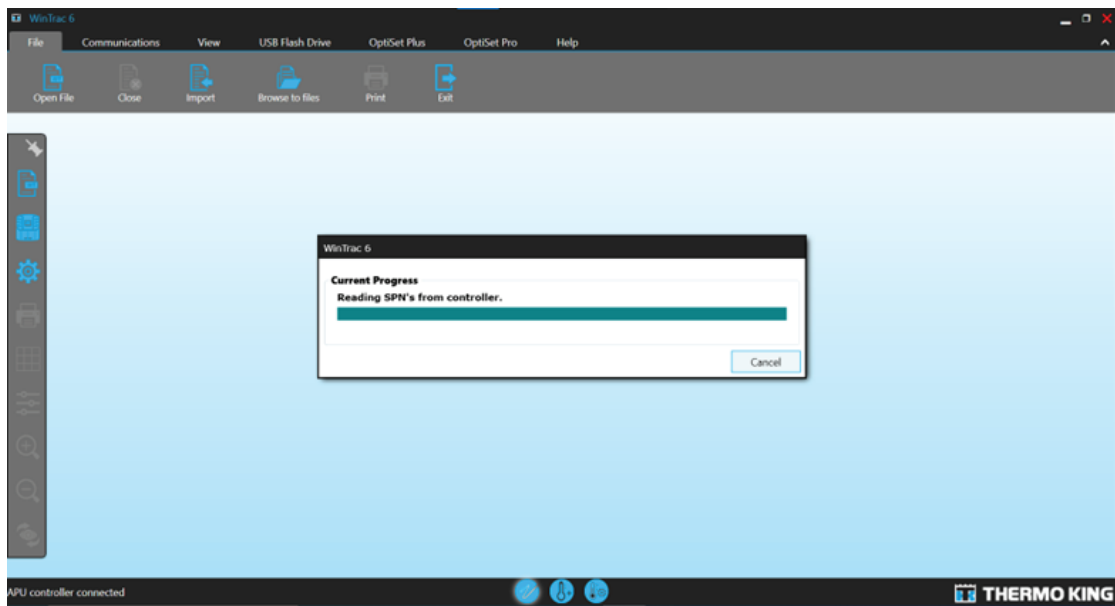 WinTrac 6
File Communications View USB Flash Drive OptiSet Plus OptiSet Pro Help
Open File Close Import Browse to files Print Exit
WinTrac 6
Current Progress
Reading SPN's from controller.
Cancel
APU controller connected
THERMO KING